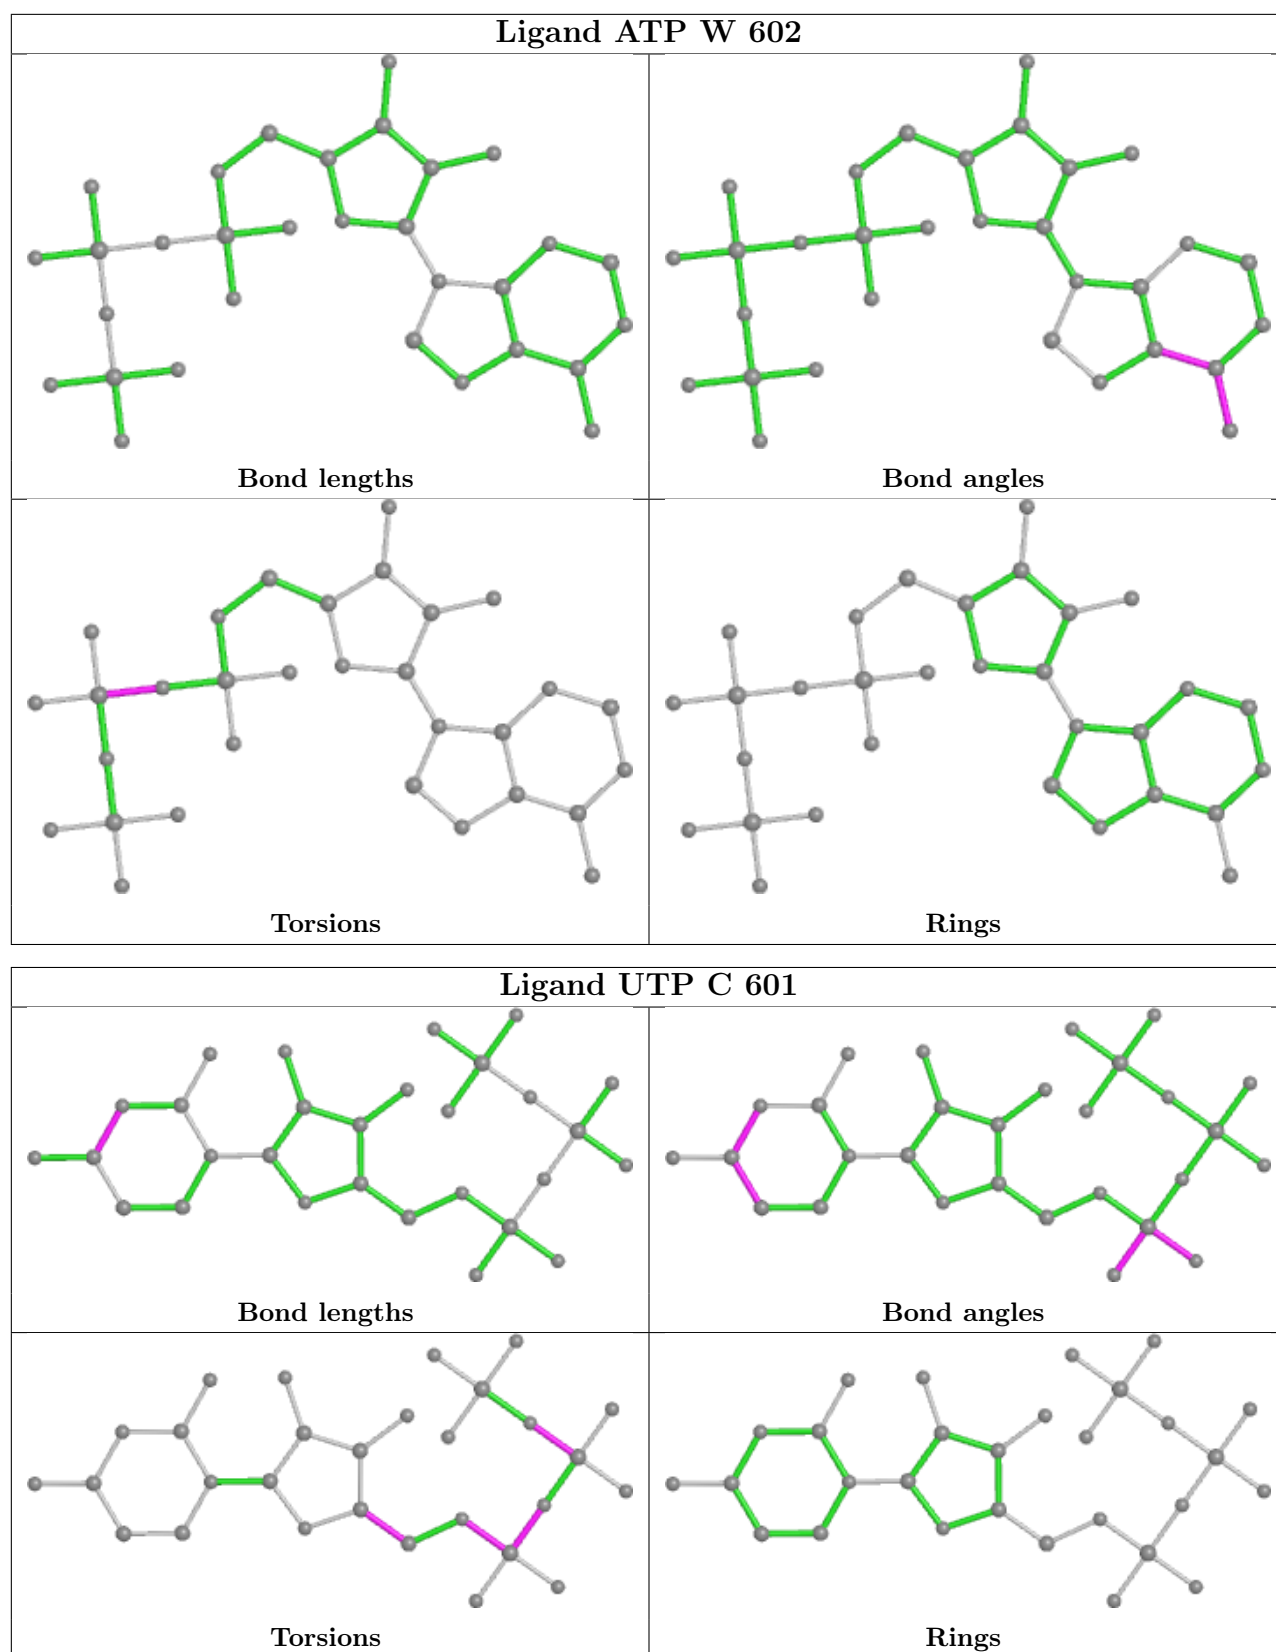 Ligand ATP W 602
Bond lengths
Bond angles
Torsions
Rings
Ligand UTP C 601
Bond lengths
Bond angles
Torsions
Rings